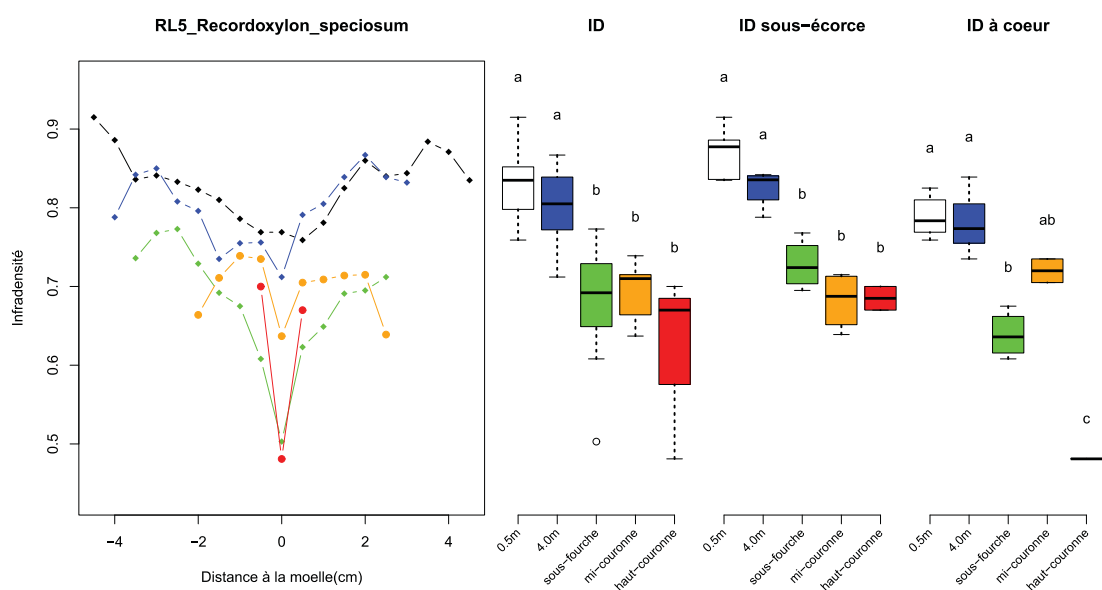 RL5_Recordoxylon_speciosum
Infradensité
0.5
0.6
0.7
0.8
0.9
−4
−2
0
2
4
Distance à la moelle(cm)
ID
a
a
b
b
b
0.5m
4.0m
sous−fourche
mi−couronne
haut−couronne
ID sous−écorce
a
a
b
b
b
0.5m
4.0m
sous−fourche
mi−couronne
haut−couronne
ID à coeur
a
a
b
ab
c
0.5m
4.0m
sous−fourche
mi−couronne
haut−couronne